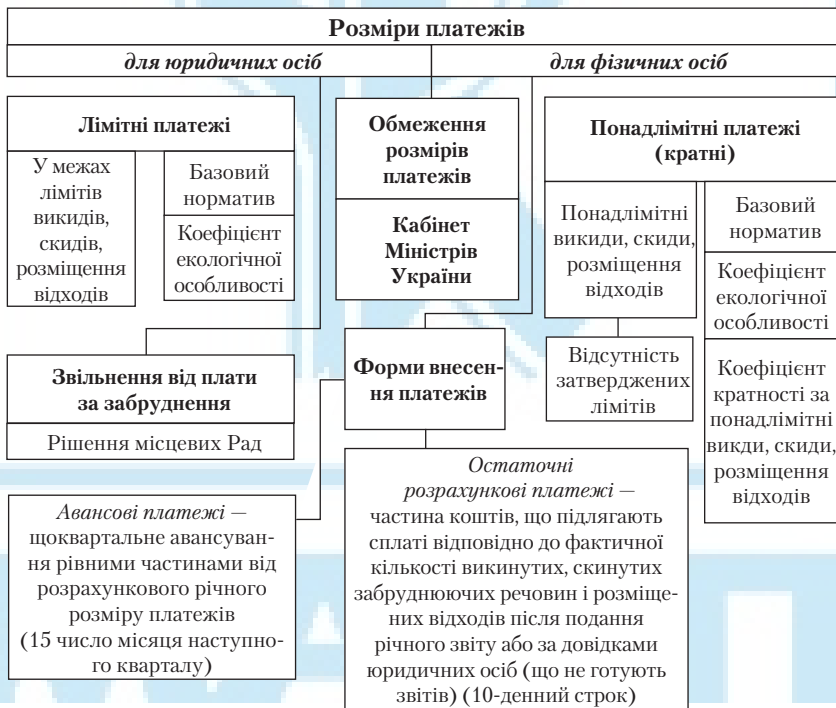 Розміри платежів
для юридичних осіб
для фізичних осіб
Лімітні платежі
У межах
лімітів
викидів,
скидів,
розміщення
відходів
Базовий
норматив
Коефіцієнт
екологічної
особливості
Обмеження
розмірів
платежів
Кабінет
Міністрів
України
Понадлімітні платежі
(кратні)
Понадлімітні
викиди, скиди,
розміщення
відходів
Відсутність
затверджених
лімітів
Базовий
норматив
Коефіцієнт
екологічної
особливості
Коефіцієнт
кратності за
понадлімітні
викди, скиди,
розміщення
відходів
Звільнення від плати
за забруднення
Рішення місцевих Рад
Форми внесен-
ня платежів
Авансові платежі —
щоквартальне авансуван-
ня рівними частинами від
розрахункового річного
розміру платежів
(15 число місяця наступно-
го кварталу)
Остаточні
розрахункові платежі —
частина коштів, що підлягають
сплаті відповідно до фактичної
кількості викинутих, скинутих
забруднюючих речовин і розміще-
них відходів після подання
річного звіту або за довідками
юридичних осіб (що не готують
звітів) (10-денний строк)